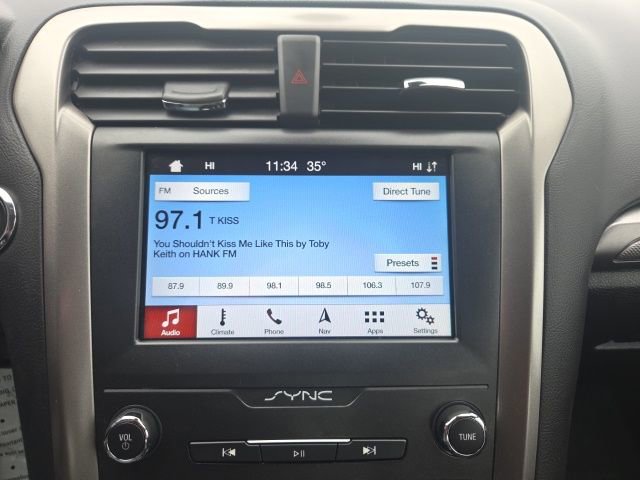 HI 11:34 35° HI
FM Sources Direct Tune
97.1 T KISS
You Shouldn't Kiss Me Like This by Toby
Keith on HANK FM
Presets
87.9 89.9 98.1 98.5 106.3 107.9
Audio Climate Phone Nav Apps Settings
SYNC
VOL
TUNE